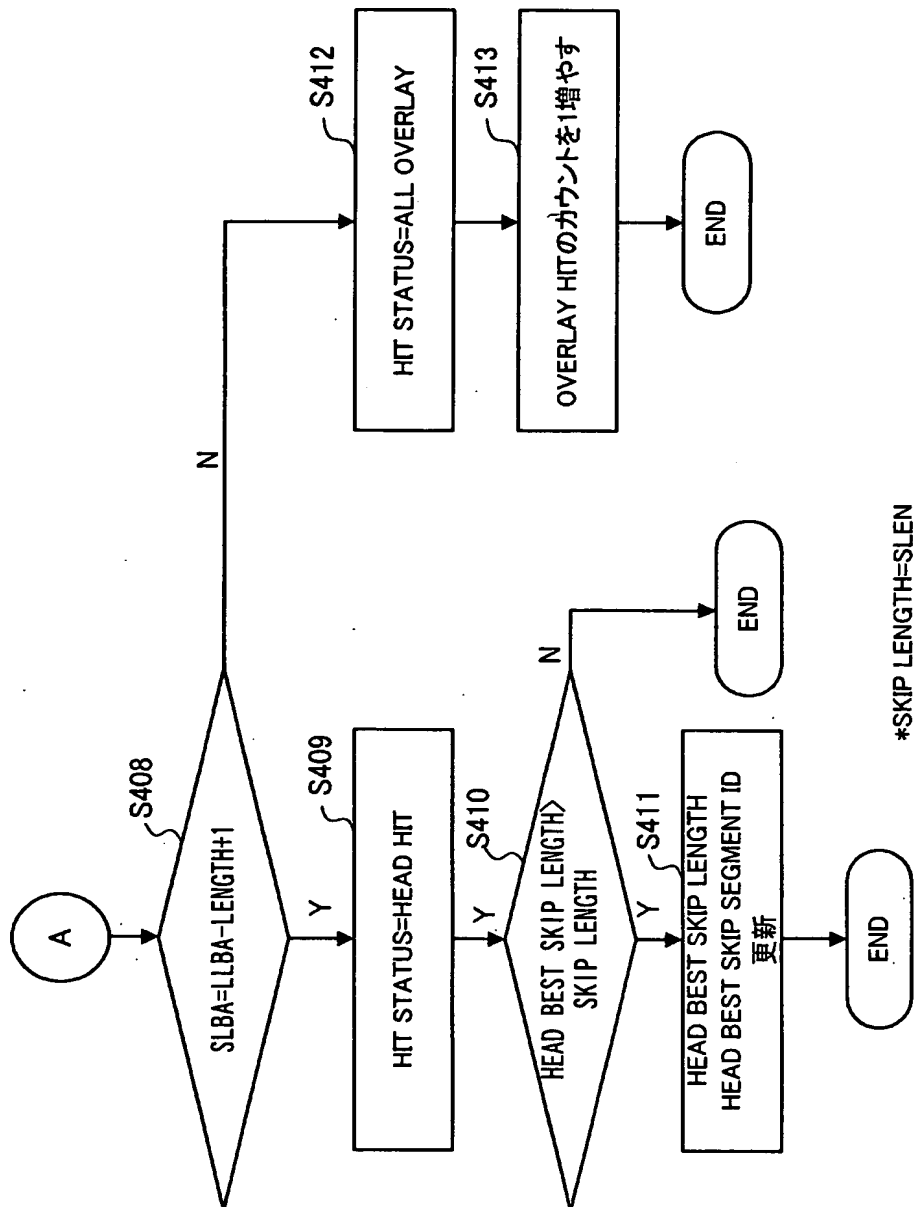 A
S408
SLBA=LLBA-LENGTH+1
N
Y
S409
HIT STATUS=HEAD HIT
Y
S410
HEAD BEST SKIP LENGTH>
SKIP LENGTH
N
END
Y
S411
HEAD BEST SKIP LENGTH
HEAD BEST SKIP SEGMENT ID
更新
END
S412
HIT STATUS=ALL OVERLAY
S413
OVERLAY HITのカウントを1増やす
END
*SKIP LENGTH=SLEN